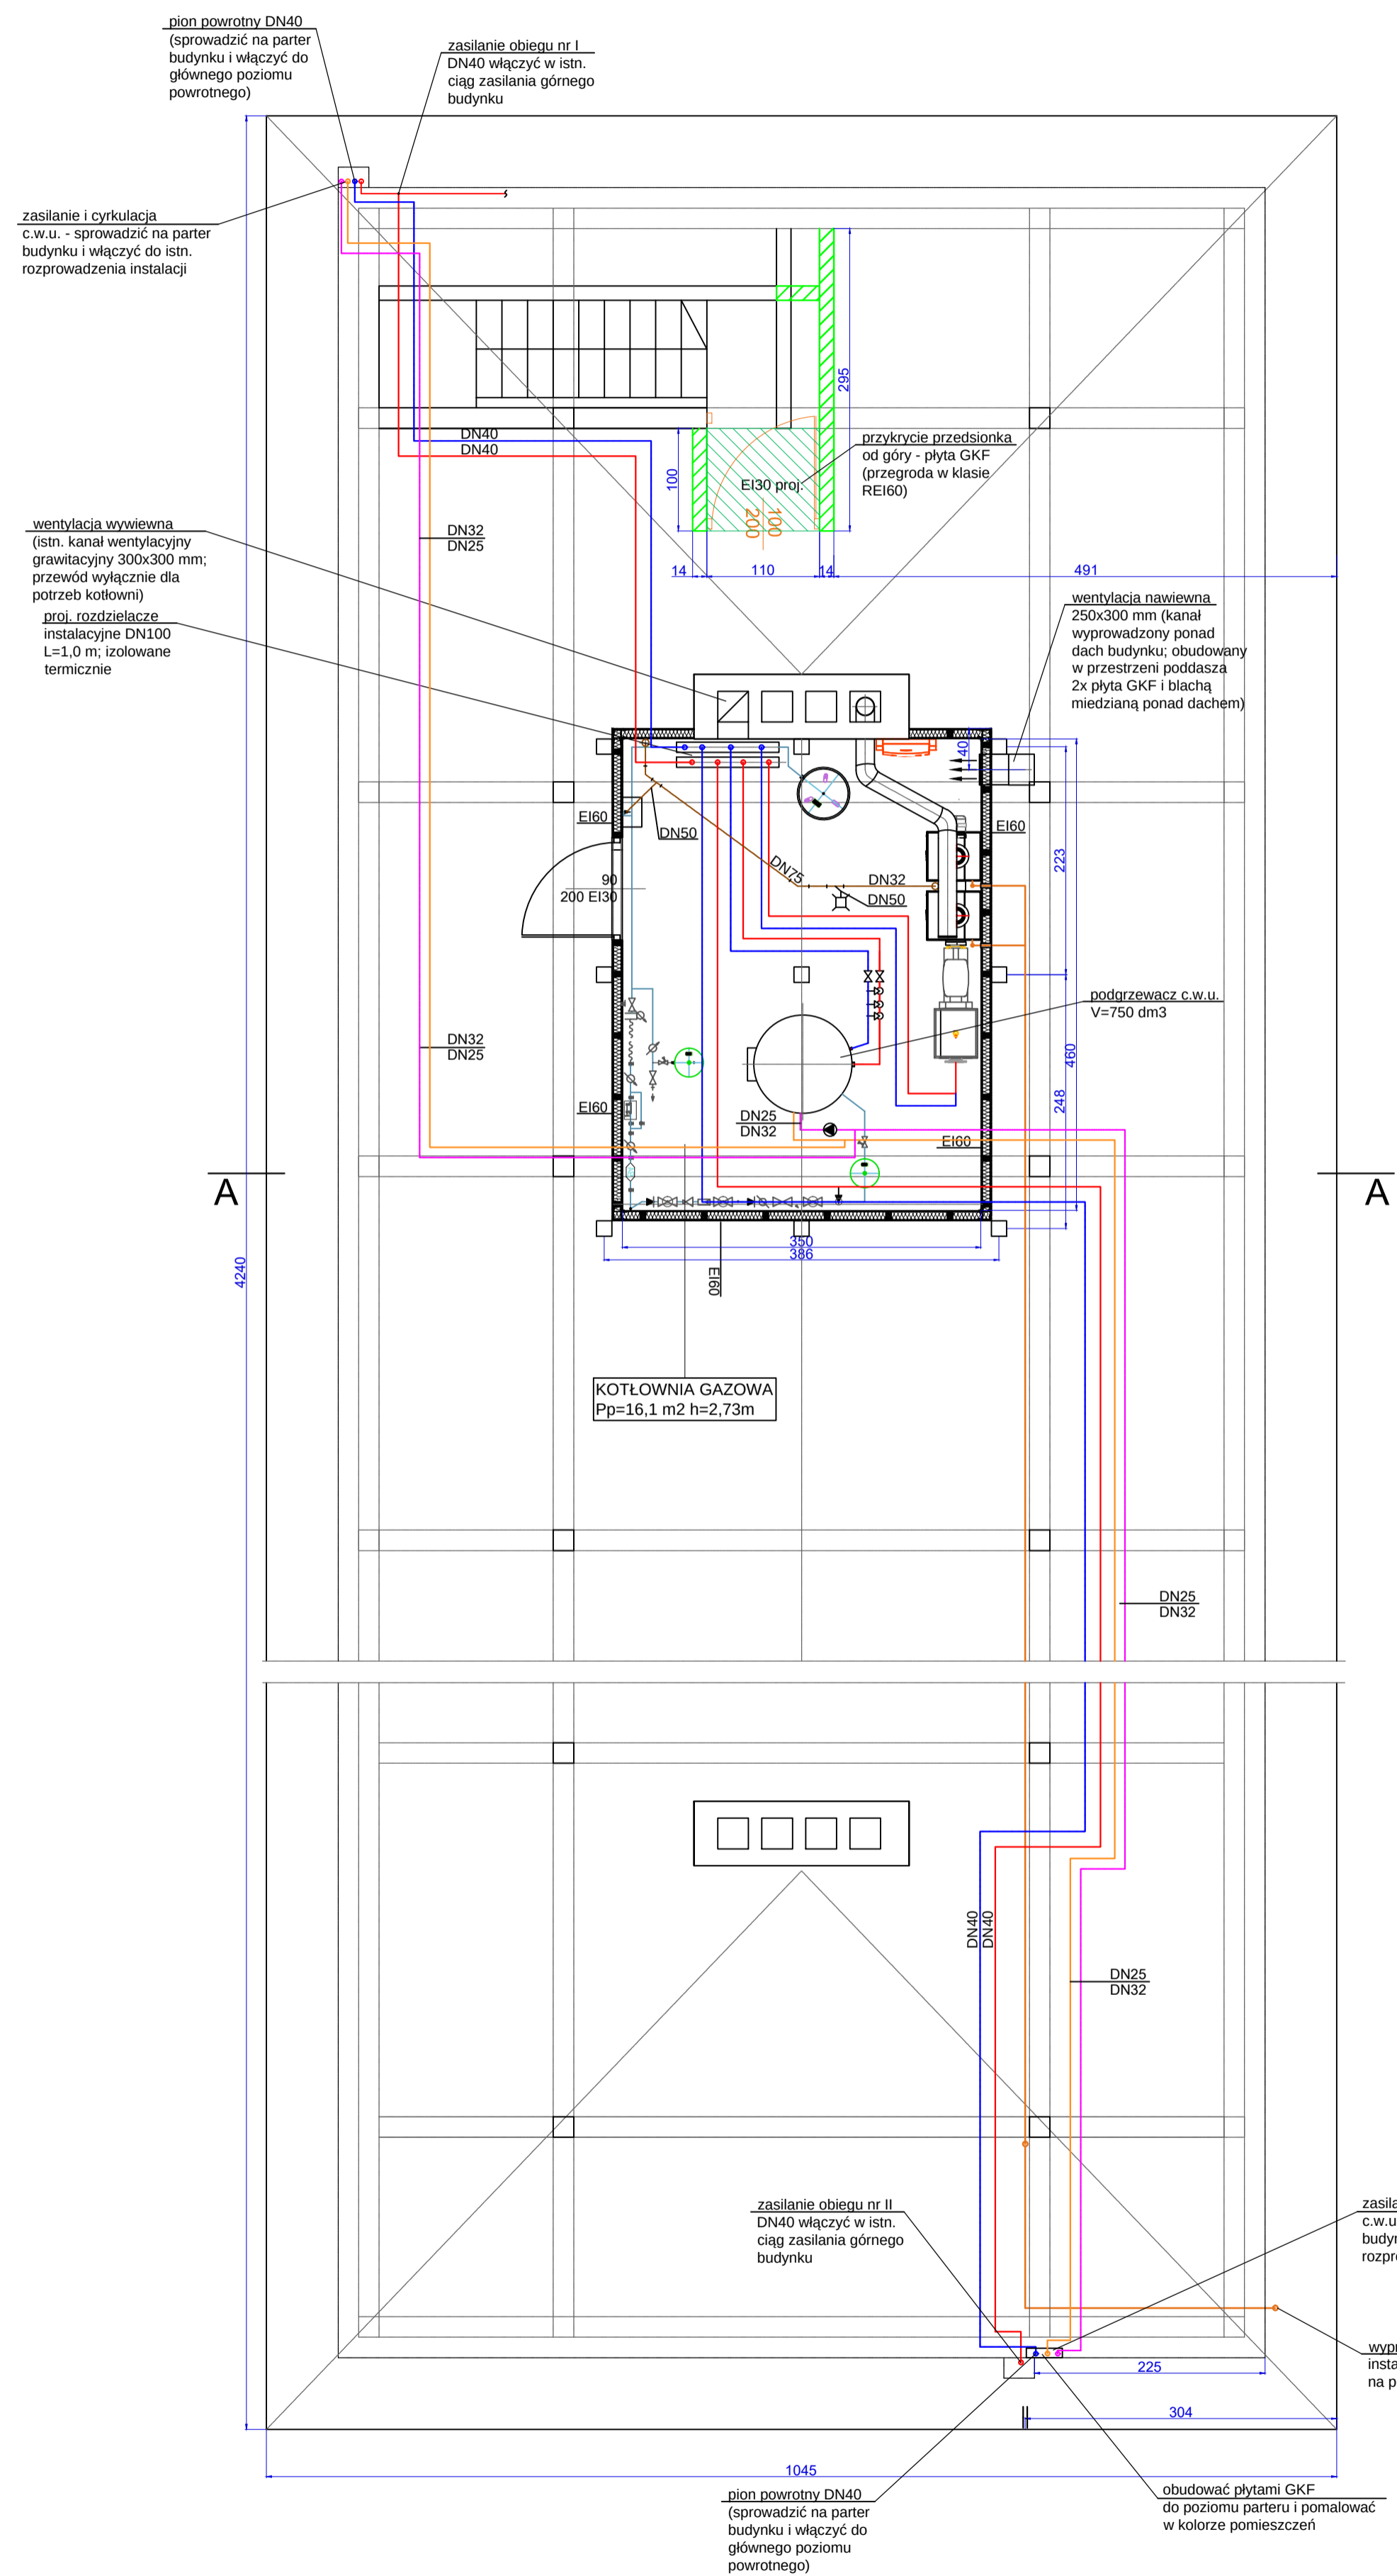 pion powrotny DN40
(sprowadzić na parter
budynku i włączyć do
głównego poziomu
powrotnego)
zasilanie obiegu nr I
DN40 włączyć w istn.
ciąg zasilania górnego
budynku
zasilanie i cyrkulacja
c.w.u. - sprowadzić na parter
budynku i włączyć do istn.
rozprowadzenia instalacji
295
DN40
DN40
przykrycie przedsionka
od góry - płyta GKF
(przegroda w klasie
REI60)
100
EI30 proj.
100
200
wentylacja wywiewna
(istn. kanał wentylacyjny
grawitacyjny 300x300 mm;
przewód wyłącznie dla
potrzeb kotłowni)
DN32
DN25
14
110
14
491
proj. rozdzielacze
instalacyjne DN100
L=1,0 m; izolowane
termicznie
wentylacja nawiewna
250x300 mm (kanał
wyprowadzony ponad
dach budynku; obudowany
w przestrzeni poddasza
2x płyta GKF i blachą
miedzianą ponad dachem)
40
EI60
DN50
EI60
223
DN75
DN32
DN50
90
200 EI30
podgrzewacz c.w.u.
V=750 dm3
DN32
DN25
460
248
EI60
DN25
DN32
EI60
A
A
350
386
4240
EI60
KOTŁOWNIA GAZOWA
Pp=16,1 m2 h=2,73m
DN25
DN32
DN40
DN40
DN25
DN32
zasilanie obiegu nr II
DN40 włączyć w istn.
ciąg zasilania górnego
budynku
zasila
c.w.u
budyn
rozpr
wypr
insta
na p
225
304
1045
pion powrotny DN40
(sprowadzić na parter
budynku i włączyć do
głównego poziomu
powrotnego)
obudować płytami GKF
do poziomu parteru i pomalować
w kolorze pomieszczeń